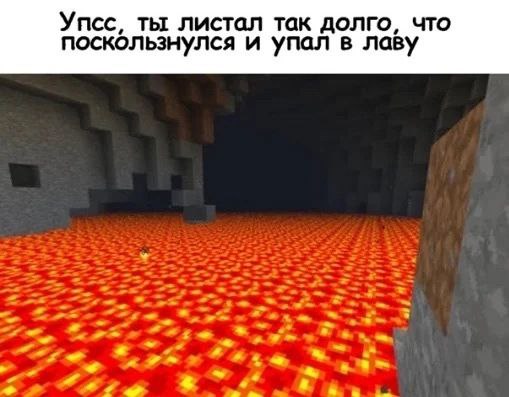 Упсс, ты листал так долго, что
поскользнулся и упал в лаву